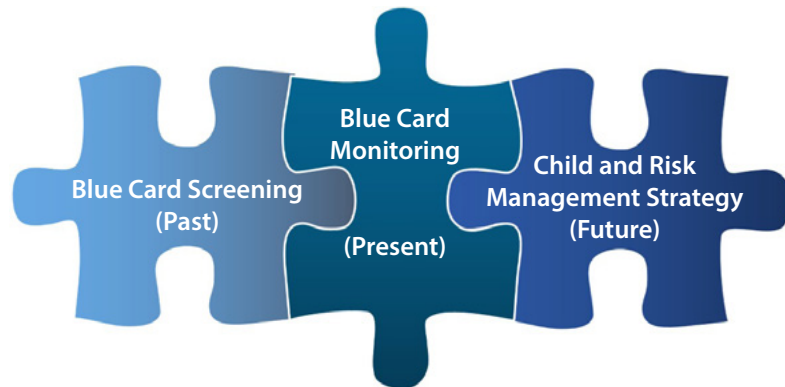 Blue Card Screening
(Past)
Blue Card
Monitoring
(Present)
Child and Risk
Management Strategy
(Future)